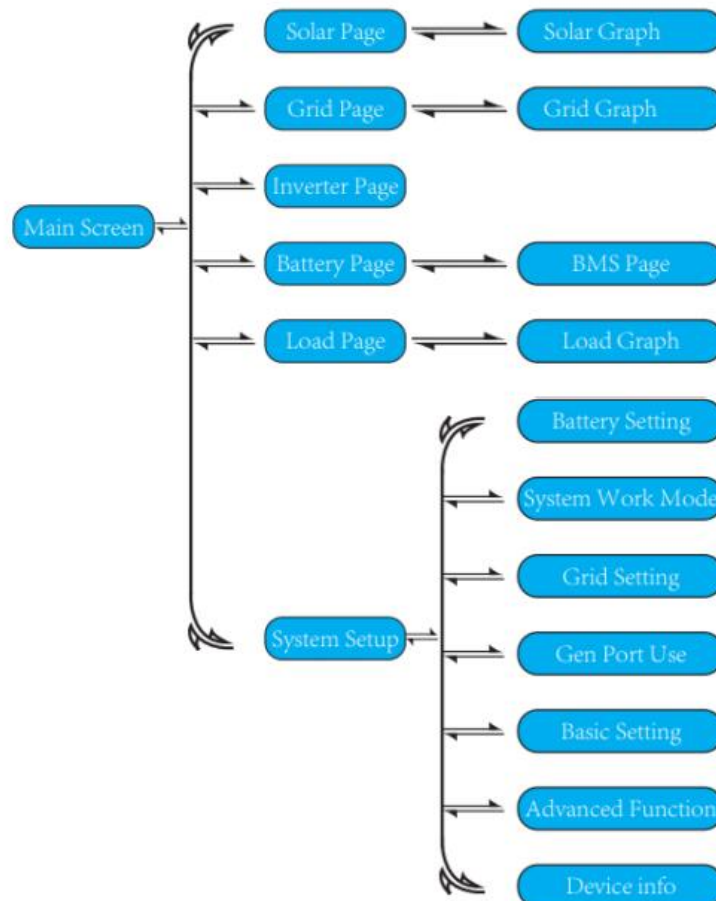 Solar Page
Solar Graph
Grid Page
Grid Graph
Inverter Page
Main Screen
Battery Page
BMS Page
Load Page
Load Graph
Battery Setting
System Work Mode
Grid Setting
System Setup
Gen Port Use
Basic Setting
Advanced Function
Device info